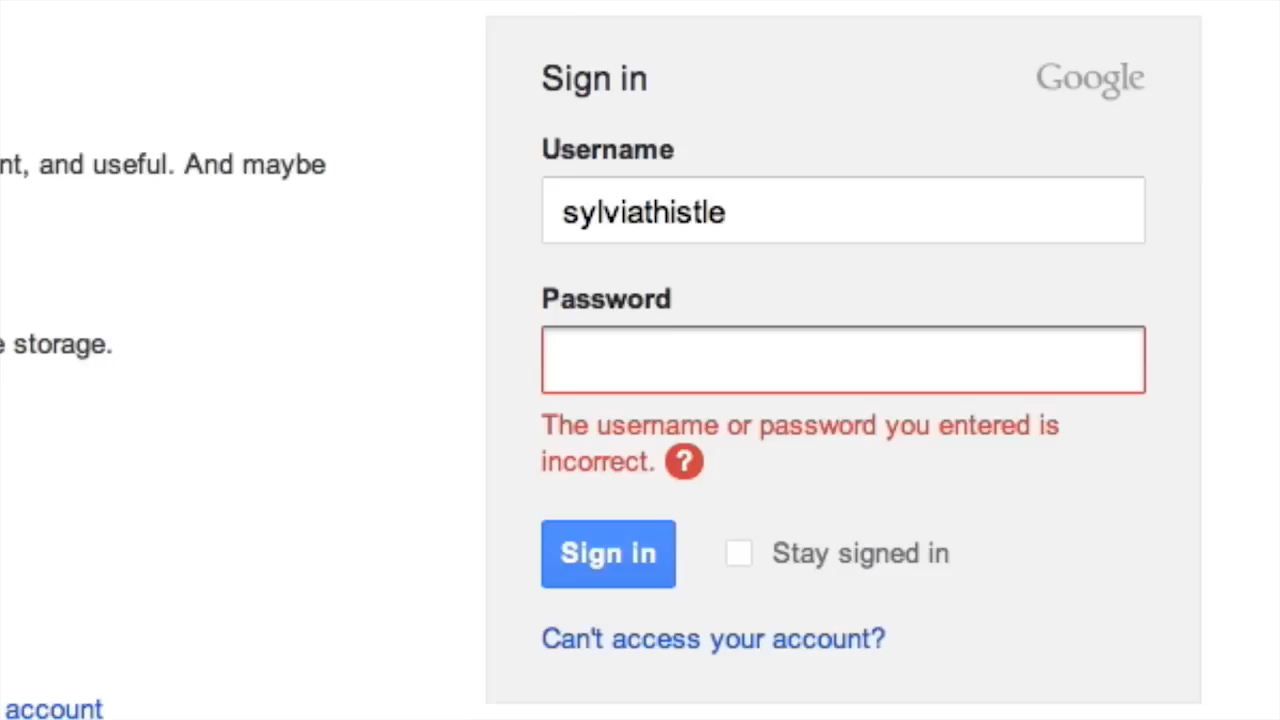 Sign in
Google
Username
nt, and useful. And maybe
sylviathistle
Password
e storage.
The username or password you entered is
incorrect. ?
Sign in
Stay signed in
Can't access your account?
account